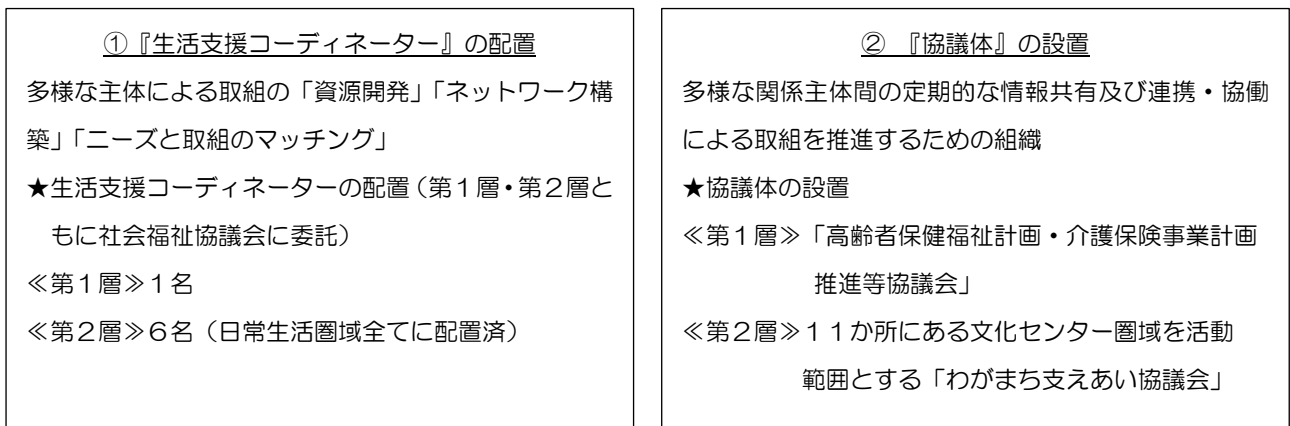 ①『生活支援コーディネーター』の配置
多様な主体による取組の「資源開発」「ネットワーク構
築」「ニーズと取組のマッチング」
★生活支援コーディネーターの配置（第１層・第２層と
もに社会福祉協議会に委託）
≪第１層≫１名
≪第２層≫６名（日常生活圏域全てに配置済）
② 『協議体』の設置
多様な関係主体間の定期的な情報共有及び連携・協働
による取組を推進するための組織
★協議体の設置
≪第１層≫「高齢者保健福祉計画・介護保険事業計画
推進等協議会」
≪第２層≫１１か所にある文化センター圏域を活動
範囲とする「わがまち支えあい協議会」